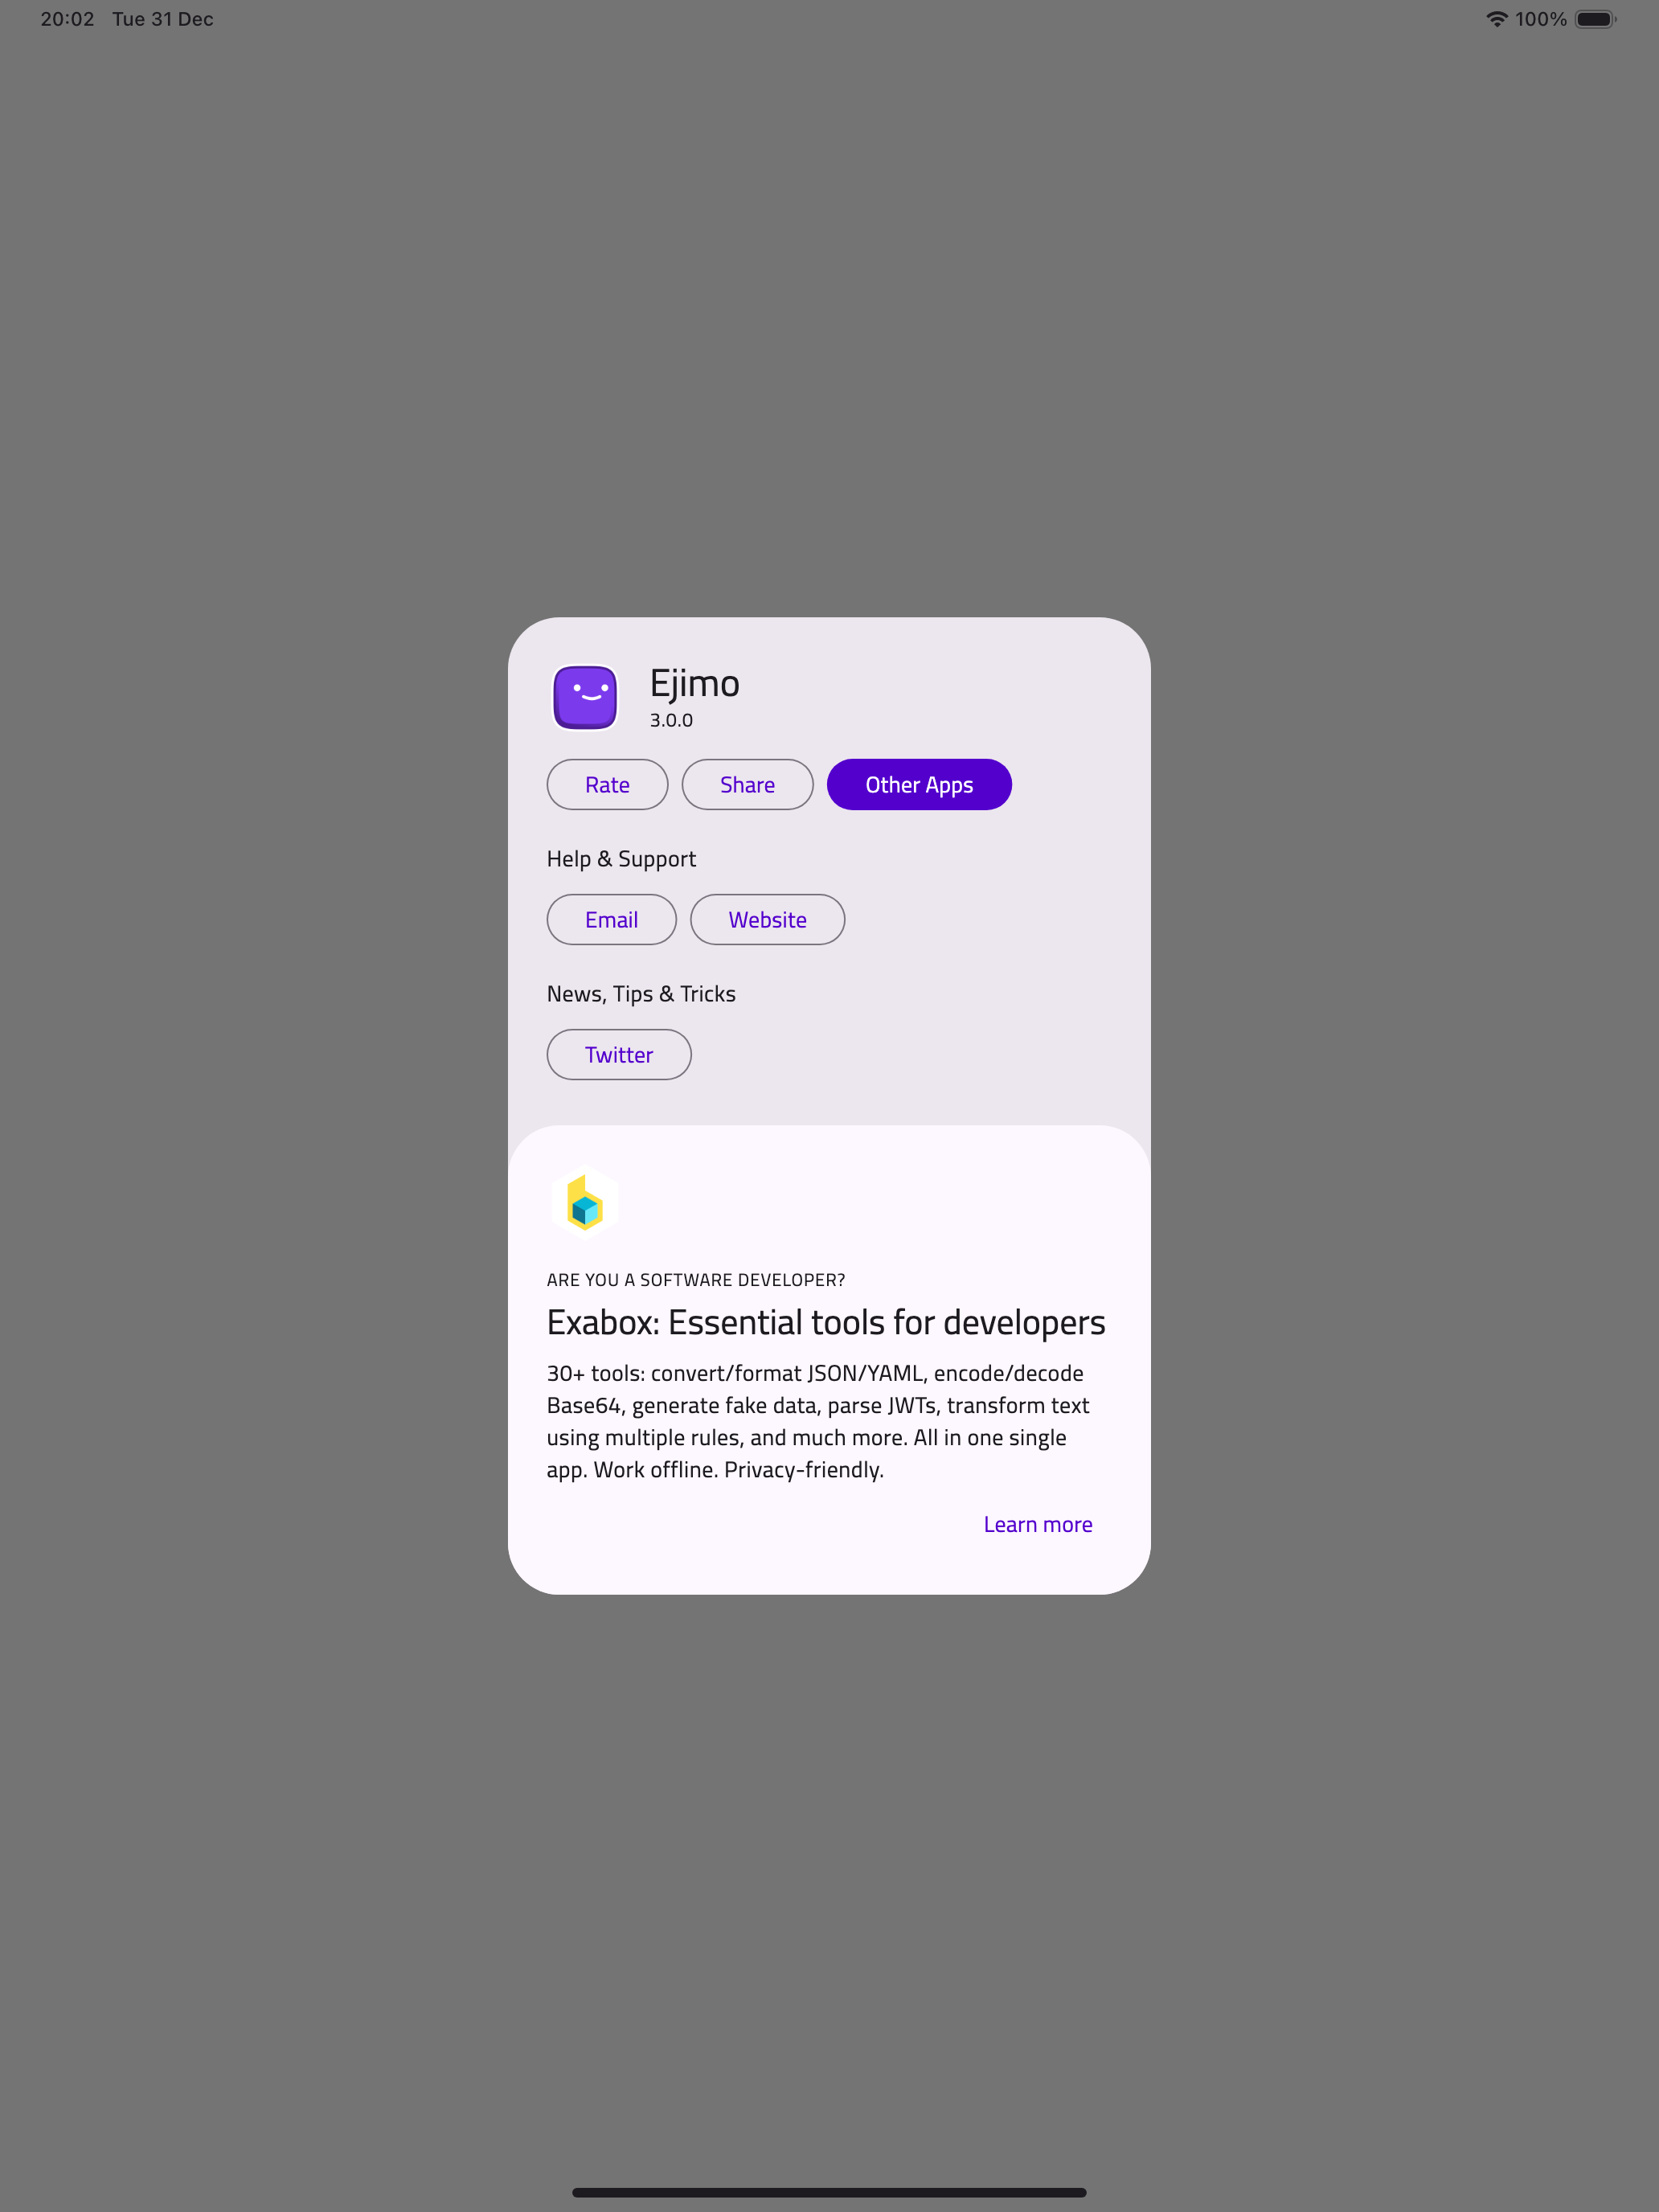 20:02 Tue 31 Dec 100%
Ejimo
3.0.0
Rate Share Other Apps
Help & Support
Email Website
News, Tips & Tricks
Twitter
ARE YOU A SOFTWARE DEVELOPER?
Exabox: Essential tools for developers
30+ tools: convert/format JSON/YAML, encode/decode
Base64, generate fake data, parse JWTs, transform text
using multiple rules, and much more. All in one single
app. Work offline. Privacy-friendly.
Learn more